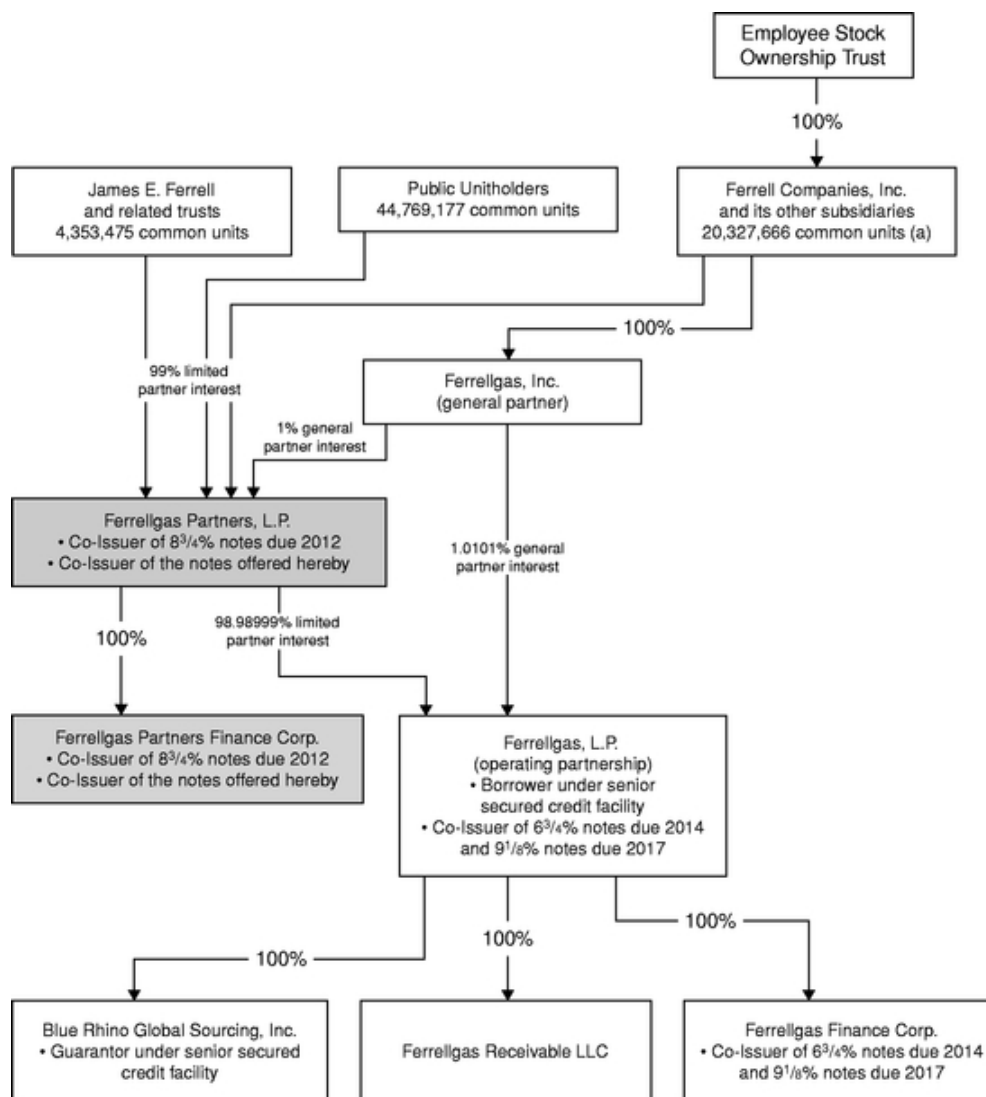 Employee Stock
Ownership Trust
100%
James E. Ferrell
and related trusts
4,353,475 common units
Public Unitholders
44,769,177 common units
Ferrell Companies, Inc.
and its other subsidiaries
20,327,666 common units (a)
100%
99% limited
partner interest
Ferrellgas, Inc.
(general partner)
1% general
partner interest
Ferrellgas Partners, L.P.
• Co-Issuer of 8³/₄% notes due 2012
• Co-Issuer of the notes offered hereby
1.0101% general
partner interest
100%
98.98999% limited
partner interest
Ferrellgas Partners Finance Corp.
• Co-Issuer of 8³/₄% notes due 2012
• Co-Issuer of the notes offered hereby
Ferrellgas, L.P.
(operating partnership)
• Borrower under senior
secured credit facility
• Co-Issuer of 6³/₄% notes due 2014
and 9¹/₈% notes due 2017
100%
100%
100%
Blue Rhino Global Sourcing, Inc.
• Guarantor under senior secured
credit facility
Ferrellgas Receivable LLC
Ferrellgas Finance Corp.
• Co-Issuer of 6³/₄% notes due 2014
and 9¹/₈% notes due 2017